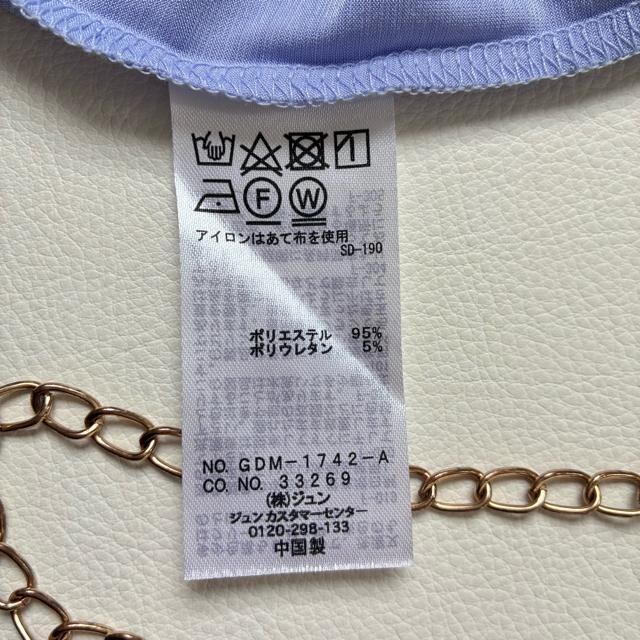 F W
アイロンはあて布を使用
SD-190
ポリエステル 95%
ポリウレタン 5%
NO. GDM-1742-A
CO. NO. 33269
(株)ジュン
ジュン カスタマーセンター
0120-298-133
中国製